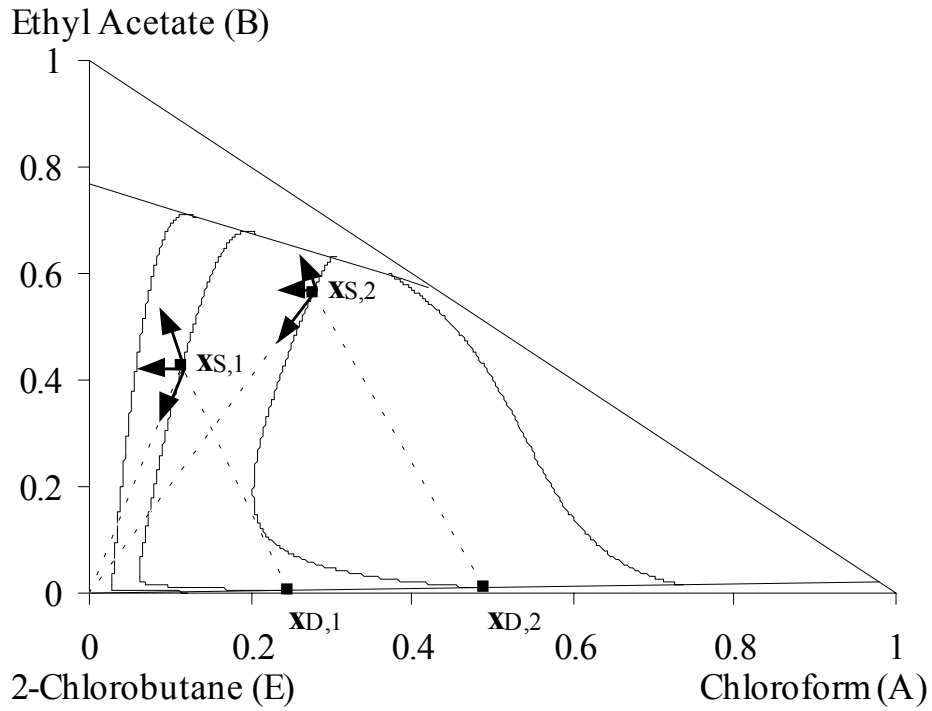 Ethyl Acetate (B)
1
0.8
0.6
0.4
0.2
0
xS,2
xS,1
xD,1
xD,2
0 0.2 0.4 0.6 0.8 1
2-Chlorobutane (E) Chloroform (A)